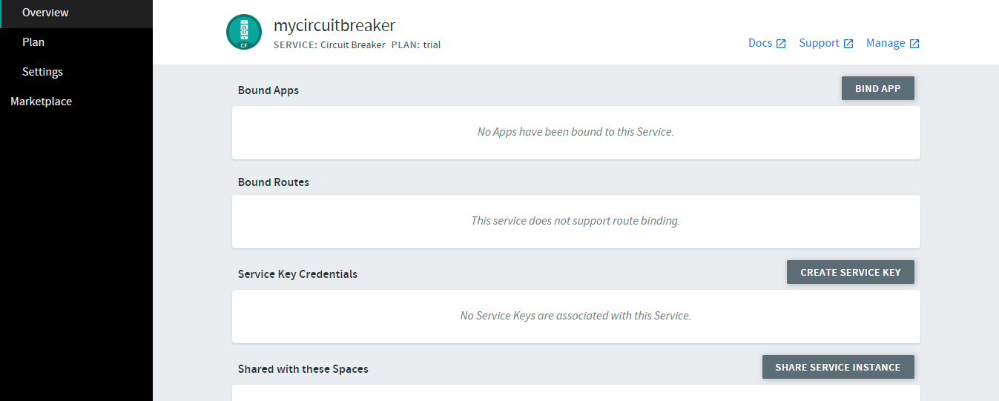 Overview
Plan
Settings
Marketplace
CF
mycircuitbreaker
SERVICE: Circuit Breaker PLAN: trial
Docs Support Manage
Bound Apps
BIND APP
No Apps have been bound to this Service.
Bound Routes
This service does not support route binding.
Service Key Credentials
CREATE SERVICE KEY
No Service Keys are associated with this Service.
Shared with these Spaces
SHARE SERVICE INSTANCE